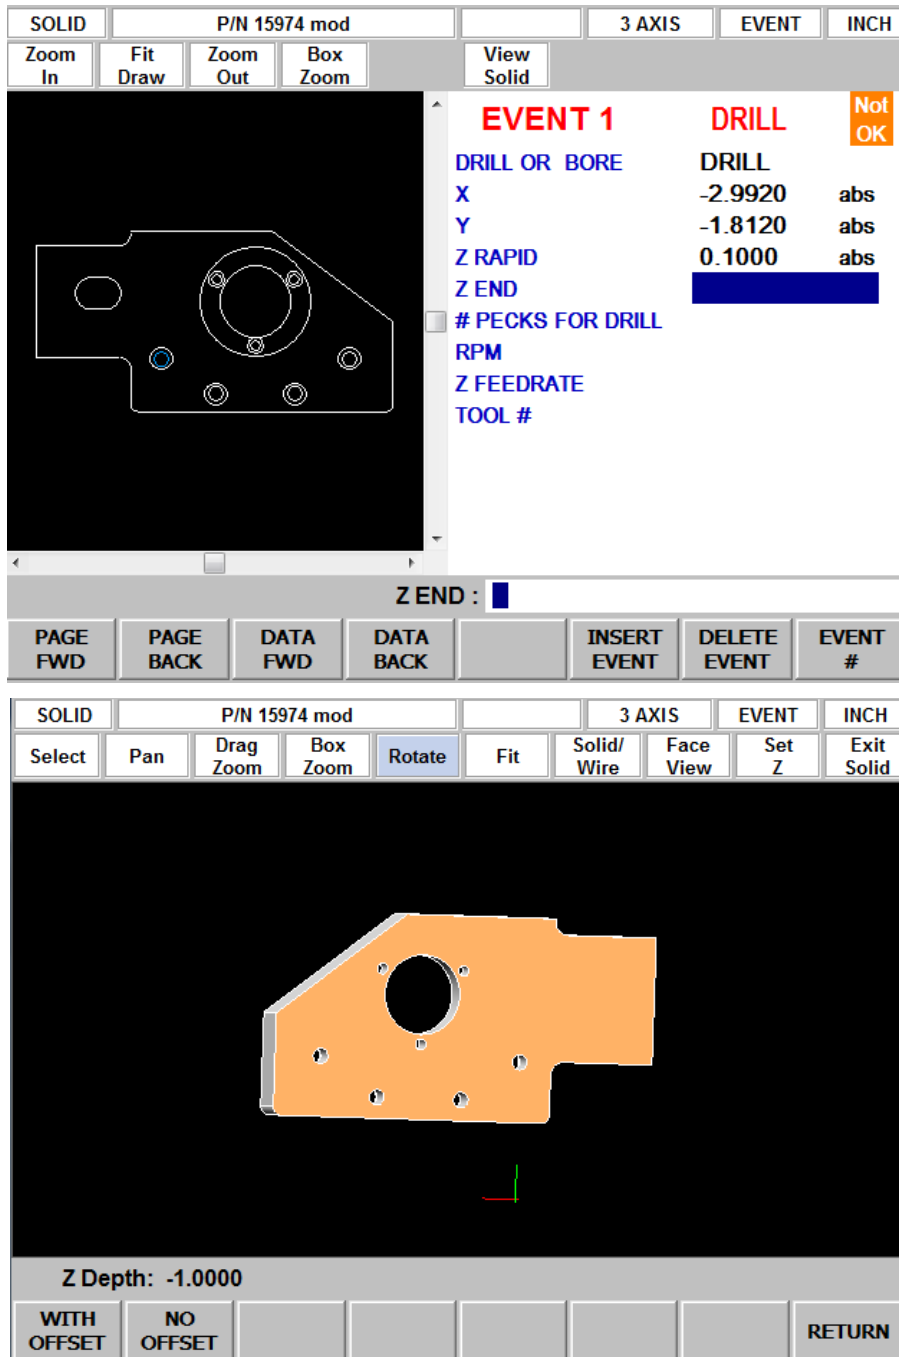 SOLID P/N 15974 mod 3 AXIS EVENT INCH
Zoom In Fit Draw Zoom Out Box Zoom View Solid
EVENT 1 DRILL Not OK
DRILL OR BORE DRILL
X -2.9920 abs
Y -1.8120 abs
Z RAPID 0.1000 abs
Z END
# PECKS FOR DRILL
RPM
Z FEEDRATE
TOOL #
Z END :
PAGE FWD PAGE BACK DATA FWD DATA BACK INSERT EVENT DELETE EVENT EVENT #
SOLID P/N 15974 mod 3 AXIS EVENT INCH
Select Pan Drag Zoom Box Zoom Rotate Fit Solid/ Wire Face View Set Z Exit Solid
Z Depth: -1.0000
WITH OFFSET NO OFFSET RETURN